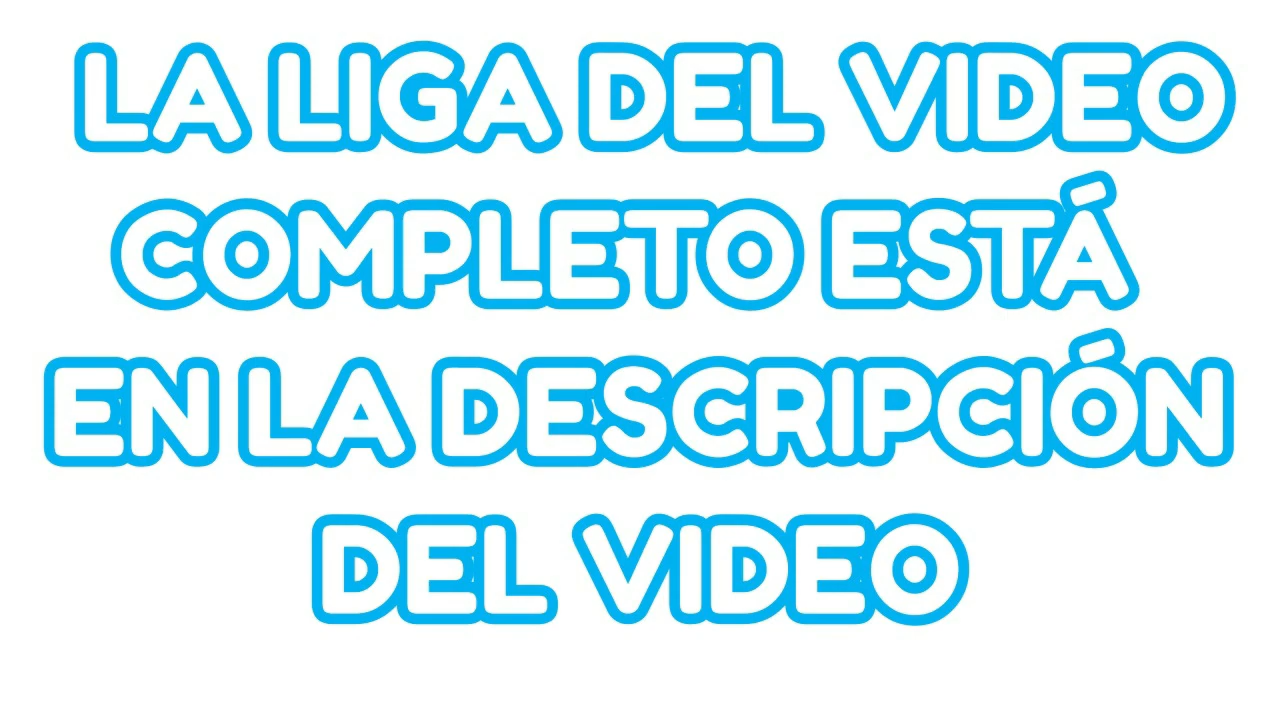 LA LIGA DEL VIDEO
COMPLETO ESTÁ
EN LA DESCRIPCIÓN
DEL VIDEO